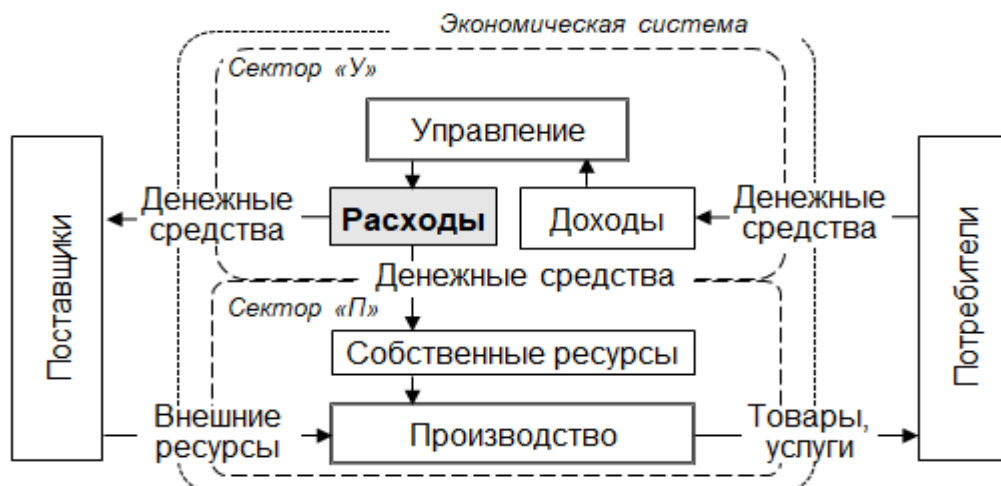 Экономическая система
Сектор «У»
Управление
Денежные
средства
Расходы
Доходы
Денежные
средства
Денежные средства
Сектор «П»
Поставщики
Потребители
Собственные ресурсы
Внешние
ресурсы
Производство
Товары,
услуги